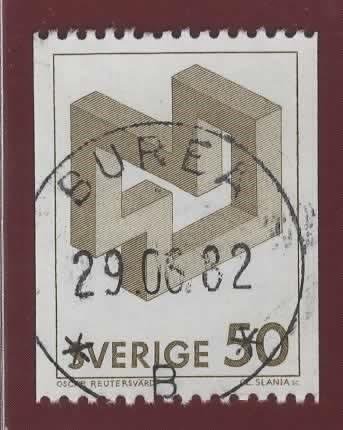 BUREÅ
29.06.82
SVERIGE 50
OSCAR REUTERSVÄRD CZ. SLANIA SC.
B